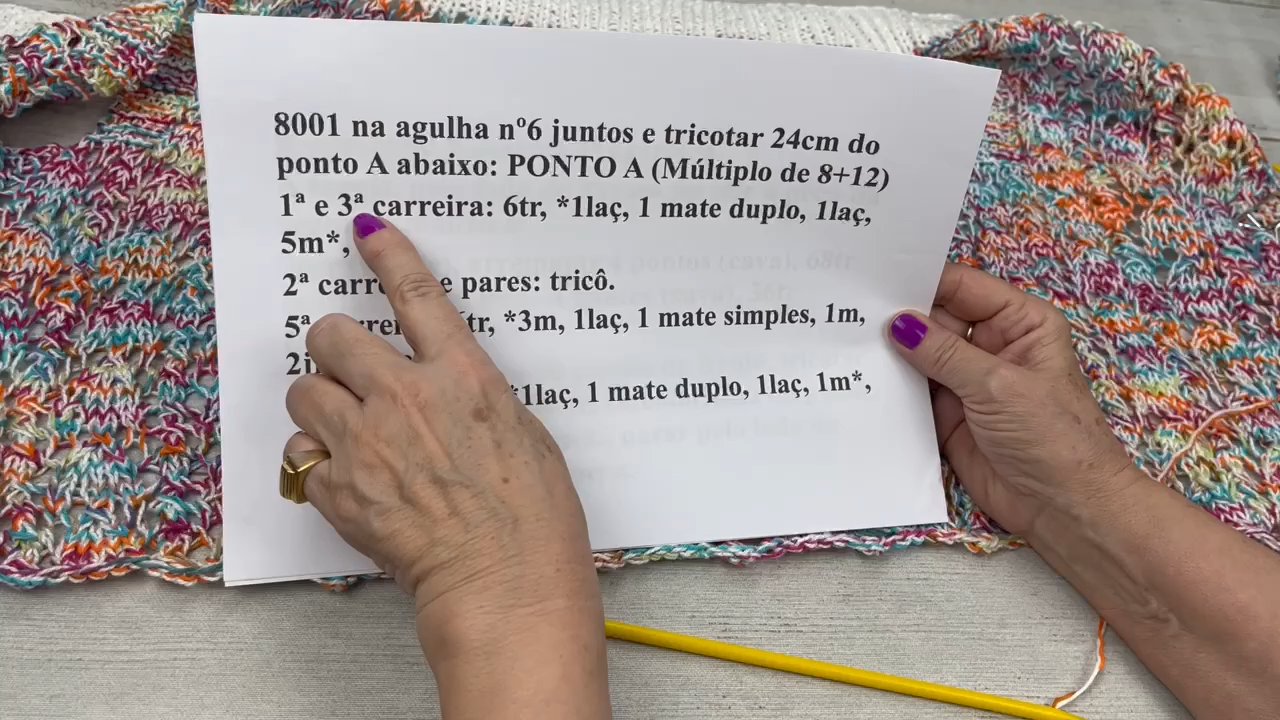 8001 na agulha nº6 juntos e tricotar 24cm do
ponto A abaixo: PONTO A (Múltiplo de 8+12)
1ª e 3ª carreira: 6tr, *1laç, 1 mate duplo, 1laç,
5m*,
2ª e pares: tricô.
5ª *3m, 1laç, 1 mate simples, 1m,
*1laç, 1 mate duplo, 1laç, 1m*,